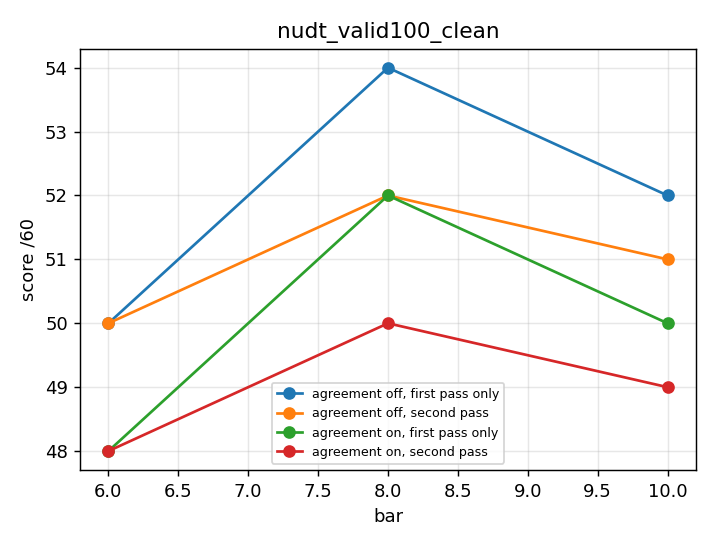 nudt_valid100_clean
54
53
52
51
50
49
48
score /60
agreement off, first pass only
agreement off, second pass
agreement on, first pass only
agreement on, second pass
6.0 6.5 7.0 7.5 8.0 8.5 9.0 9.5 10.0
bar